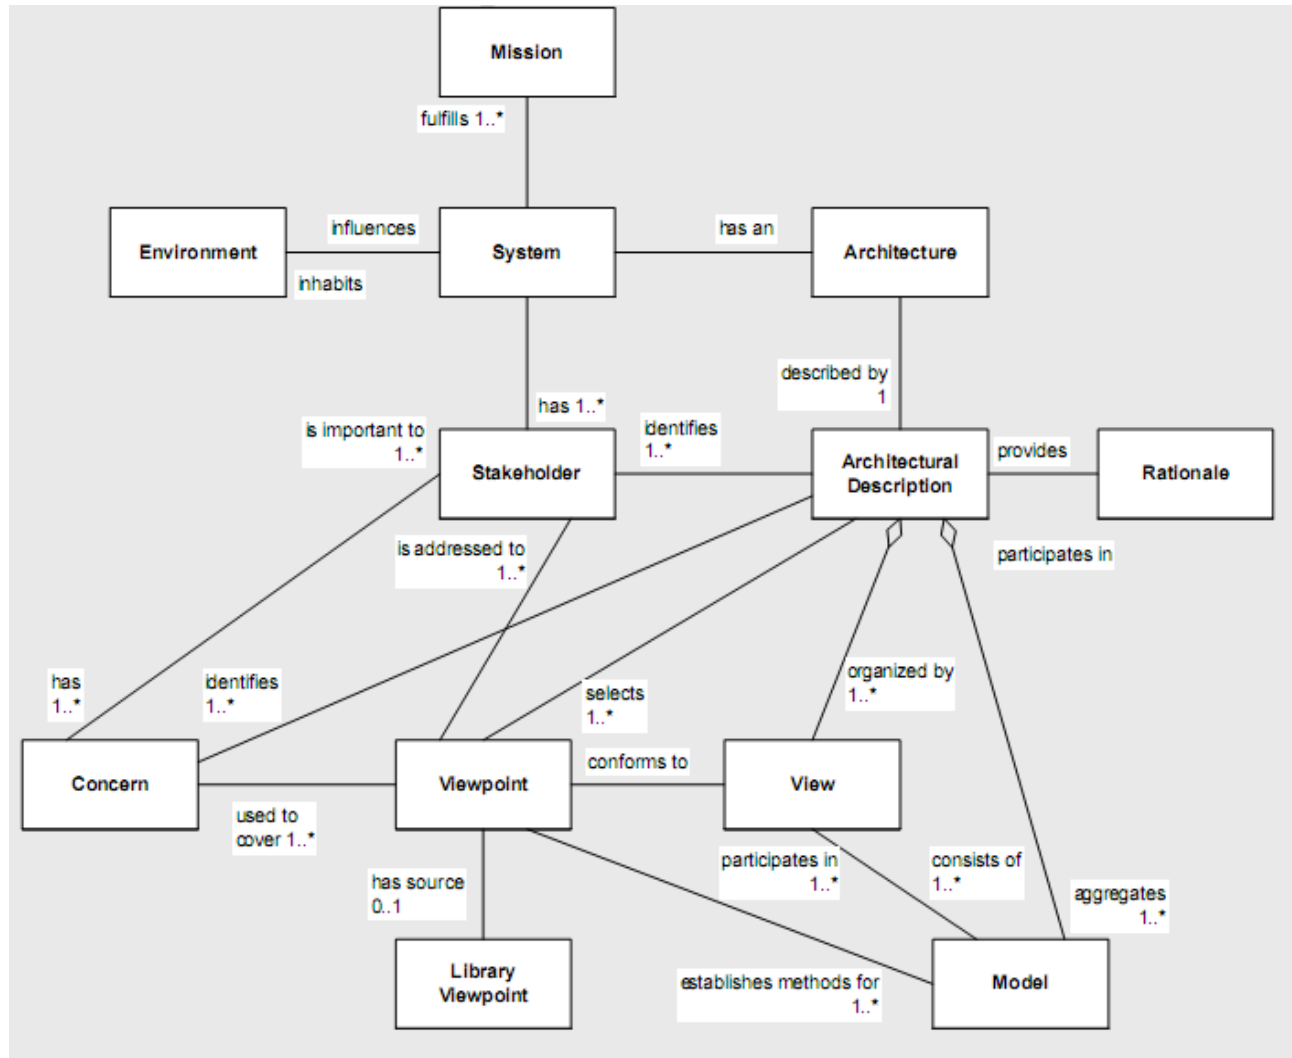 Mission
fulfills 1..*
influences
has an
Environment
System
Architecture
inhabits
described by
1
has 1..*
is important to
1..*
identifies
1..*
Stakeholder
Architectural
Description
provides
Rationale
is addressed to
1..*
participates in
has
1..*
identifies
1..*
selects
1..*
organized by
1..*
conforms to
Concern
Viewpoint
View
used to
cover 1..*
participates in
1..*
consists of
1..*
has source
0..1
aggregates
1..*
Library
Viewpoint
establishes methods for
1..*
Model